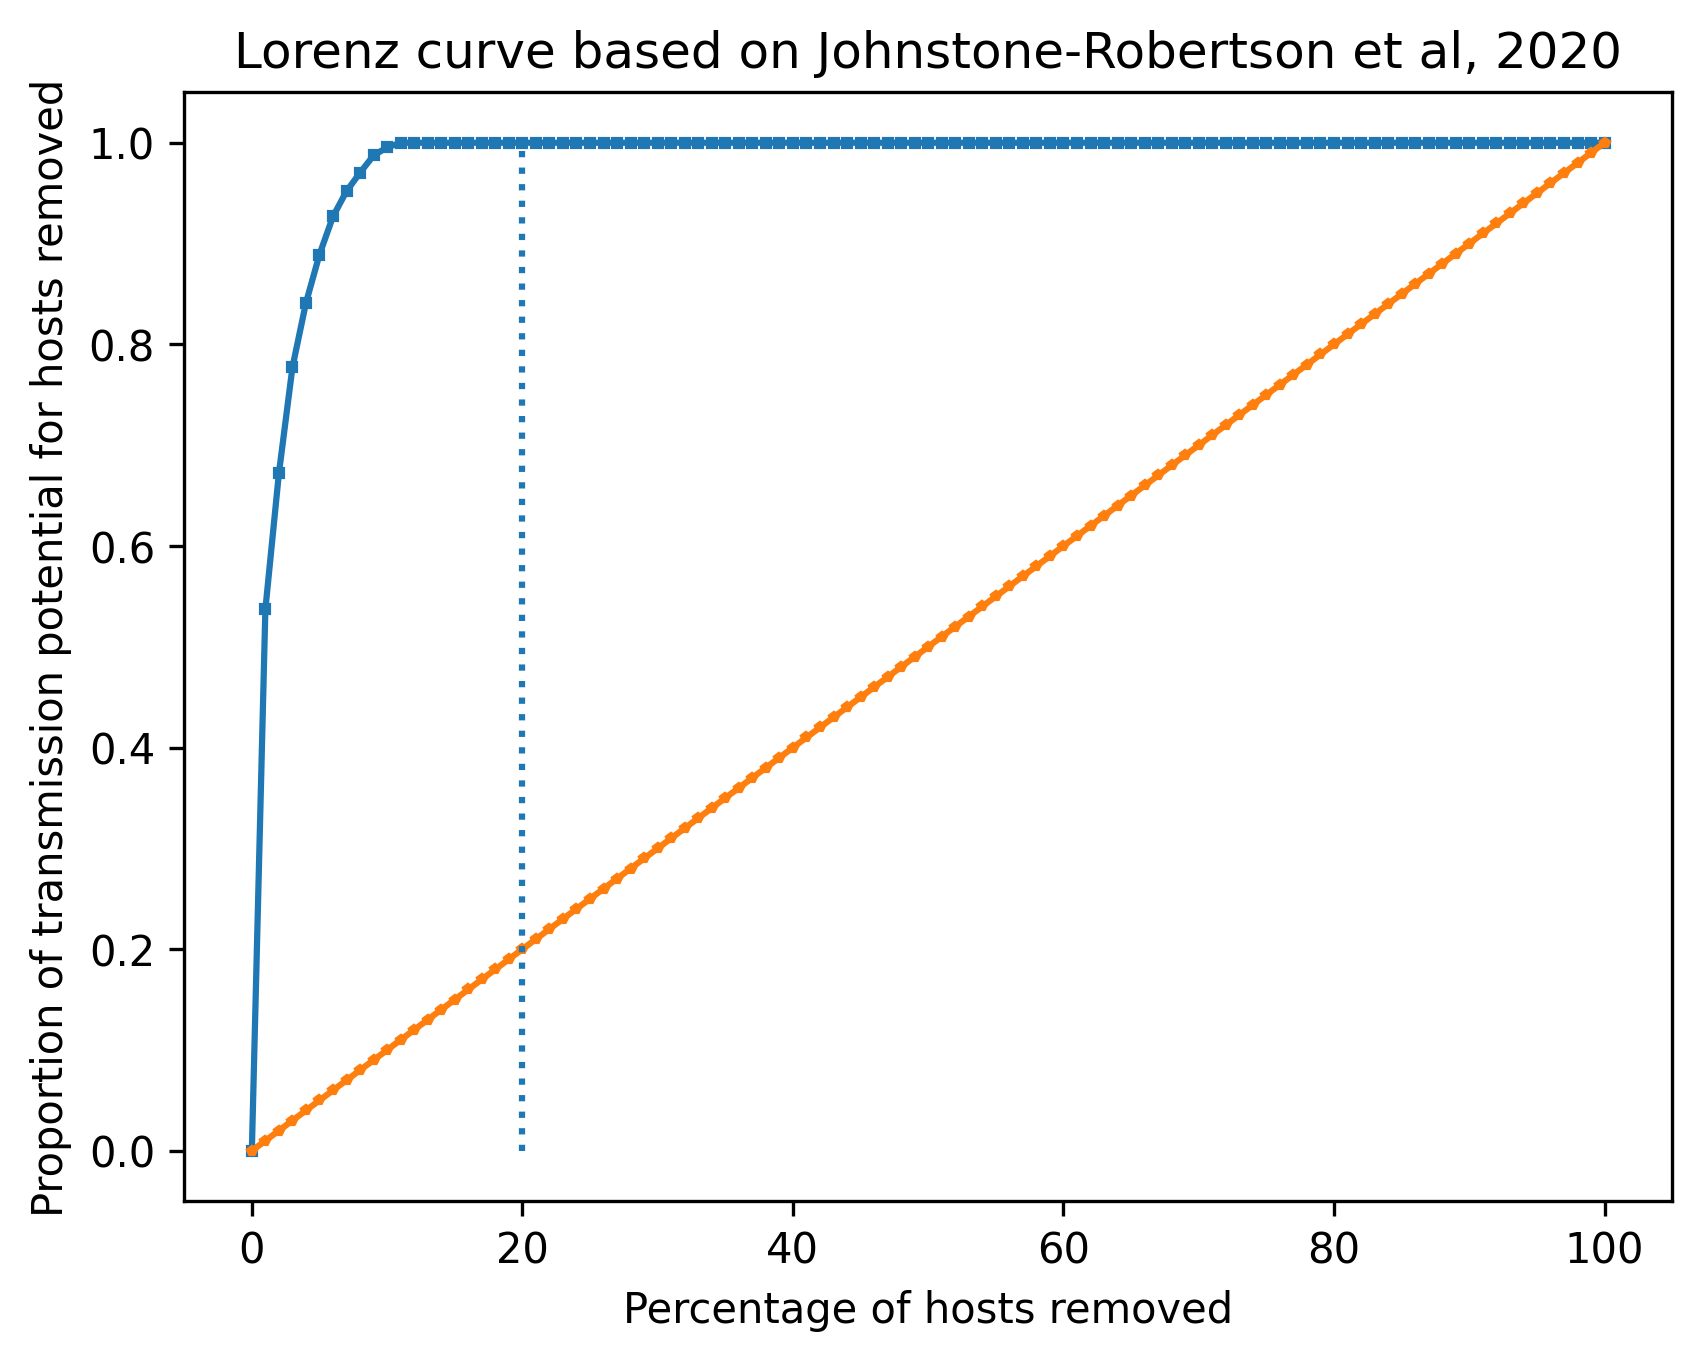 Lorenz curve based on Johnstone-Robertson et al, 2020
Proportion of transmission potential for hosts removed
1.0
0.8
0.6
0.4
0.2
0.0
0 20 40 60 80 100
Percentage of hosts removed